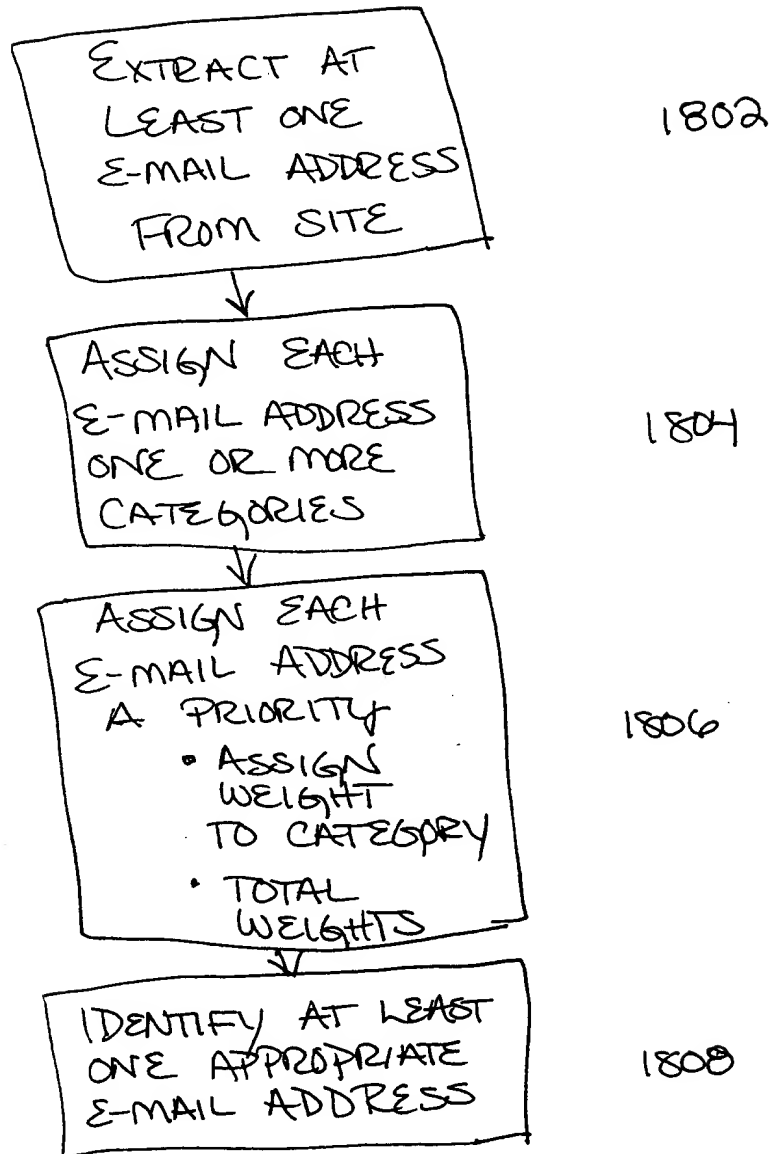 EXTRACT AT
LEAST ONE
E-MAIL ADDRESS
FROM SITE
1802
ASSIGN EACH
E-MAIL ADDRESS
ONE OR MORE
CATEGORIES
1804
ASSIGN EACH
E-MAIL ADDRESS
A PRIORITY
• ASSIGN
WEIGHT
TO CATEGORY
• TOTAL
WEIGHTS
1806
IDENTIFY AT LEAST
ONE APPROPRIATE
E-MAIL ADDRESS
1808